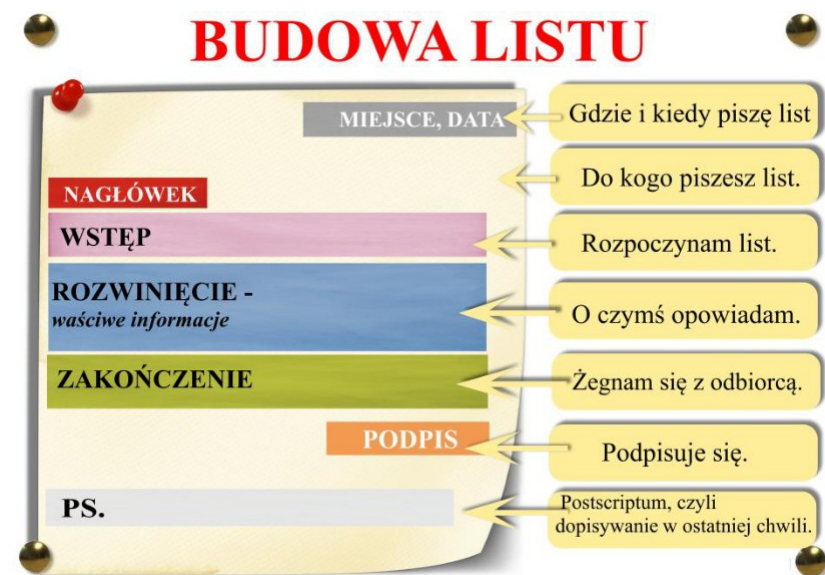 BUDOWA LISTU
MIEJSCE, DATA
Gdzie i kiedy piszę list
Do kogo piszesz list.
NAGŁÓWEK
WSTĘP
Rozpoczynam list.
ROZWINIĘCIE -
waściwe informacje
O czymś opowiadam.
ZAKOŃCZENIE
Żegnam się z odbiorcą.
PODPIS
Podpisuje się.
PS.
Postscriptum, czyli
dopisywanie w ostatniej chwili.